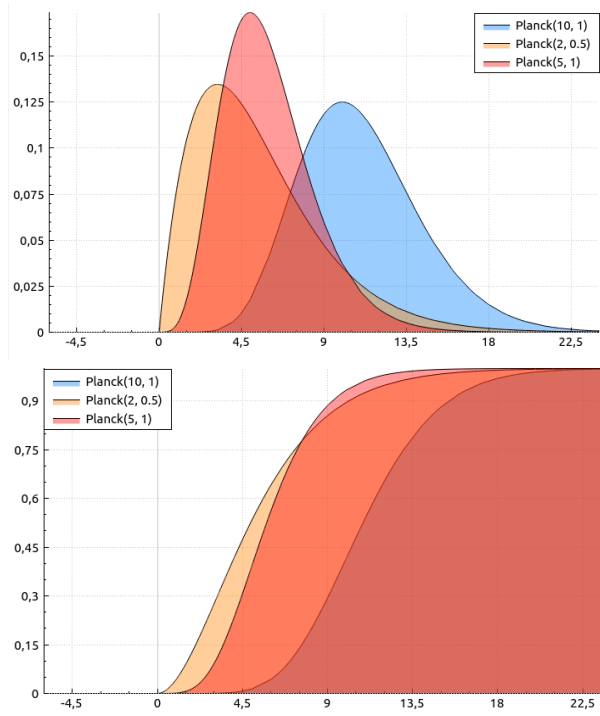 0,15
0,125
0,1
0,075
0,05
0,025
0
-4,5 0 4,5 9 13,5 18 22,5
Planck(10, 1)
Planck(2, 0.5)
Planck(5, 1)
Planck(10, 1)
Planck(2, 0.5)
Planck(5, 1)
0,9
0,75
0,6
0,45
0,3
0,15
0
-4,5 0 4,5 9 13,5 18 22,5